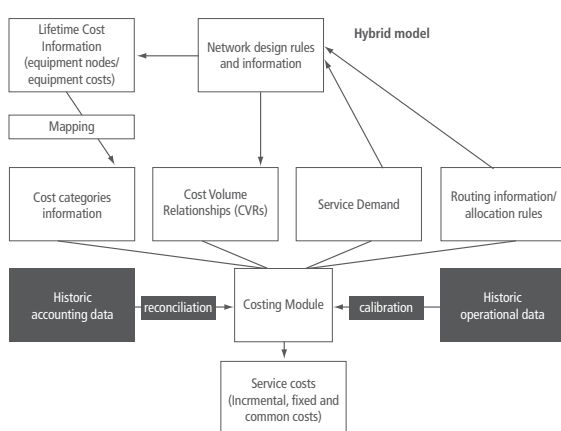 Lifetime Cost
Information
(equipment nodes/
equipment costs)
Network design rules
and information
Hybrid model
Mapping
Cost categories
information
Cost Volume
Relationships (CVRs)
Service Demand
Routing information/
allocation rules
Historic
accounting data
reconciliation
Costing Module
calibration
Historic
operational data
Service costs
(Incrmental, fixed and
common costs)